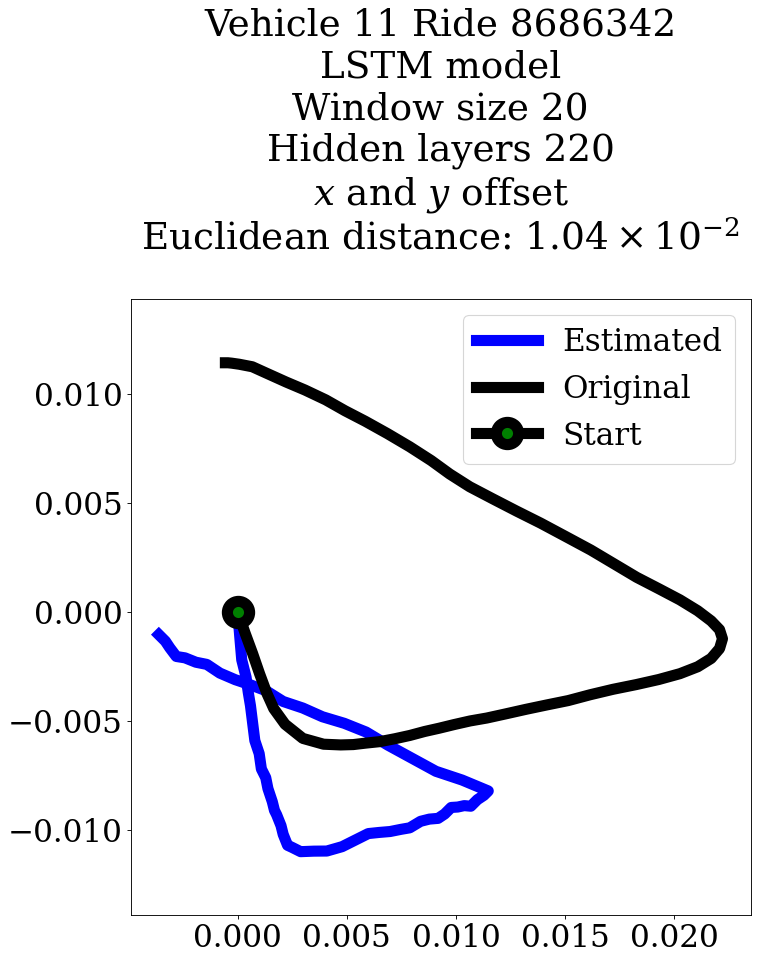 Vehicle 11 Ride 8686342
LSTM model
Window size 20
Hidden layers 220
x and y offset
Euclidean distance: 1.04 × 10⁻²
Estimated
Original
Start
0.010
0.005
0.000
−0.005
−0.010
0.000 0.005 0.010 0.015 0.020